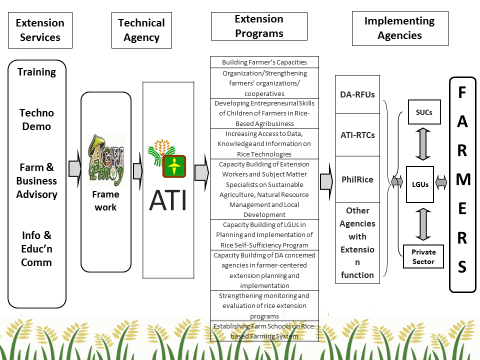 Extension
Services
Technical
Agency
Extension
Programs
Implementing
Agencies
Training
Techno
Demo
Farm &
Business
Advisory
Info &
Educ'n
Comm
Frame
work
ATI
Building Farmer's Capacities
Organization/Strengthening
farmers' organizations/
cooperatives
Developing Entrepreneurial Skills
of Children of Farmers in Rice-
Based Agribusiness
Increasing Access to Data,
Knowledge and Information on
Rice Technologies
Capacity Building of Extension
Workers and Subject Matter
Specialists on Sustainable
Agriculture, Natural Resource
Management and Local
Development
Capacity Building of LGUs in
Planning and Implementation of
Rice Self-Sufficiency Program
Capacity Building of DA concerned
agencies in farmer-centered
extension planning and
implementation
Strengthening monitoring and
evaluation of rice extension
programs
Establishing Farm Schools on Rice-
based Farming System
DA-RFUs
ATI-RTCs
PhilRice
Other
Agencies
with
Extensio
n
function
SUCs
LGUs
Private
Sector
F
A
R
M
E
R
S